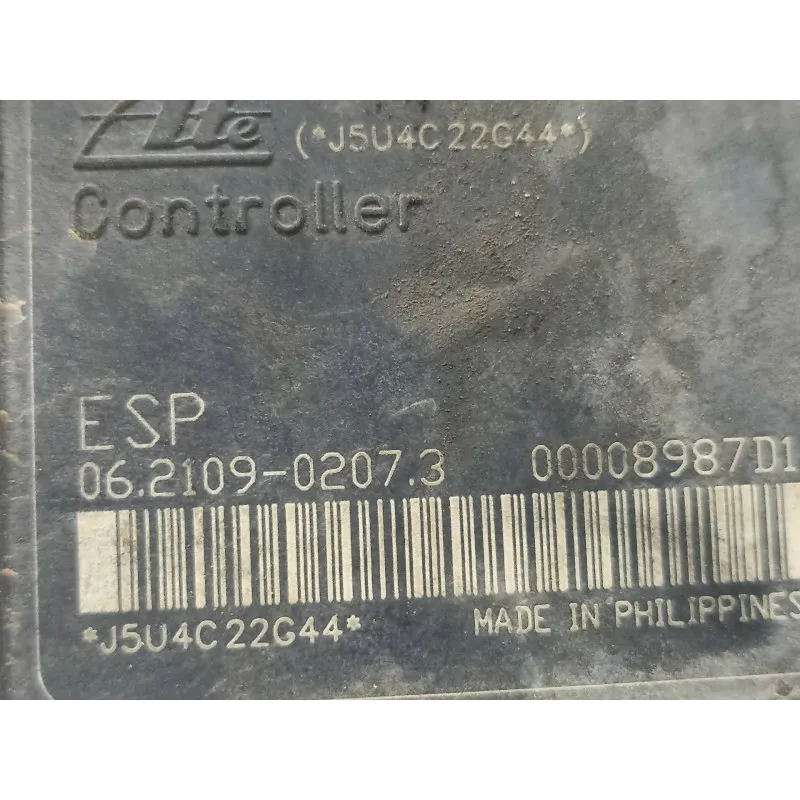 Ate (*J5U4C22G44*)
Controller
ESP
06.2109-0207.3 00008987D1
*J5U4C22G44* MADE IN PHILIPPINES